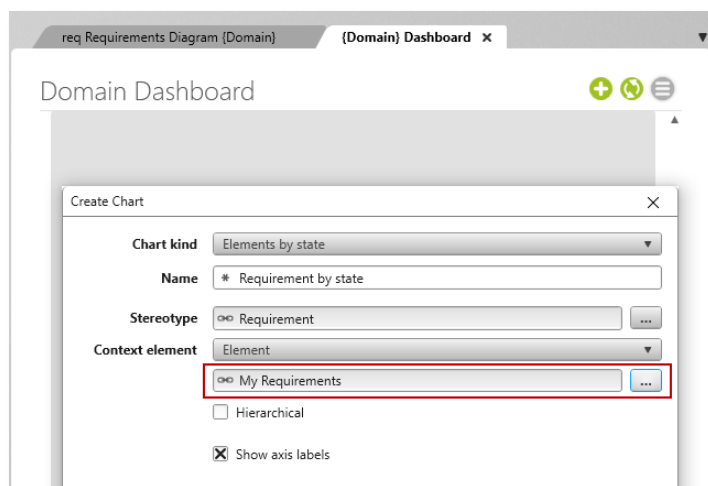 req Requirements Diagram {Domain}
{Domain} Dashboard
Domain Dashboard
Create Chart
Chart kind Elements by state
Name * Requirement by state
Stereotype Requirement ...
Context element Element
My Requirements ...
Hierarchical
Show axis labels